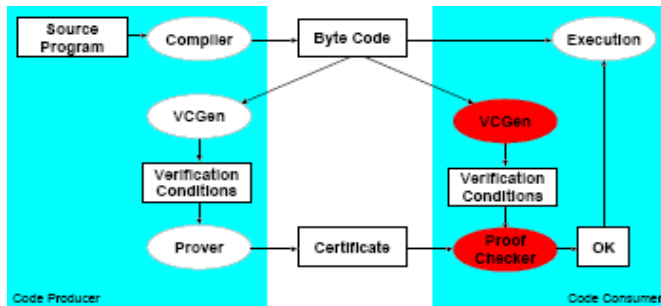 Source
Program
Compiler
Byte Code
Execution
VCGen
VCGen
Verification
Conditions
Verification
Conditions
Prover
Certificate
Proof
Checker
OK
Code Producer
Code Consumer